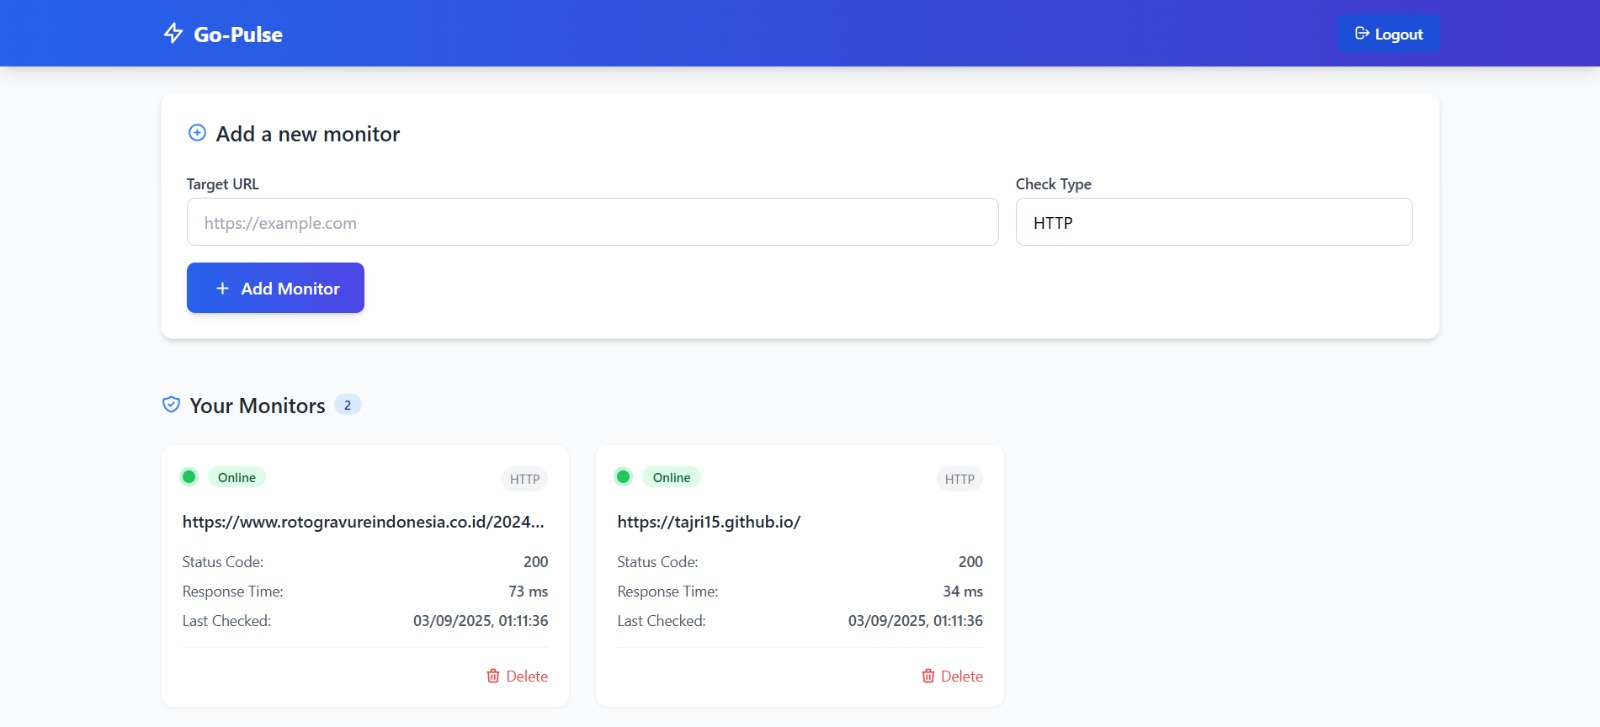 Go-Pulse
Logout
Add a new monitor
Target URL
Check Type
https://example.com
HTTP
Add Monitor
Your Monitors 2
Online
HTTP
https://www.rotogravureindonesia.co.id/2024...
Status Code: 200
Response Time: 73 ms
Last Checked: 03/09/2025, 01:11:36
Delete
Online
HTTP
https://tajri15.github.io/
Status Code: 200
Response Time: 34 ms
Last Checked: 03/09/2025, 01:11:36
Delete